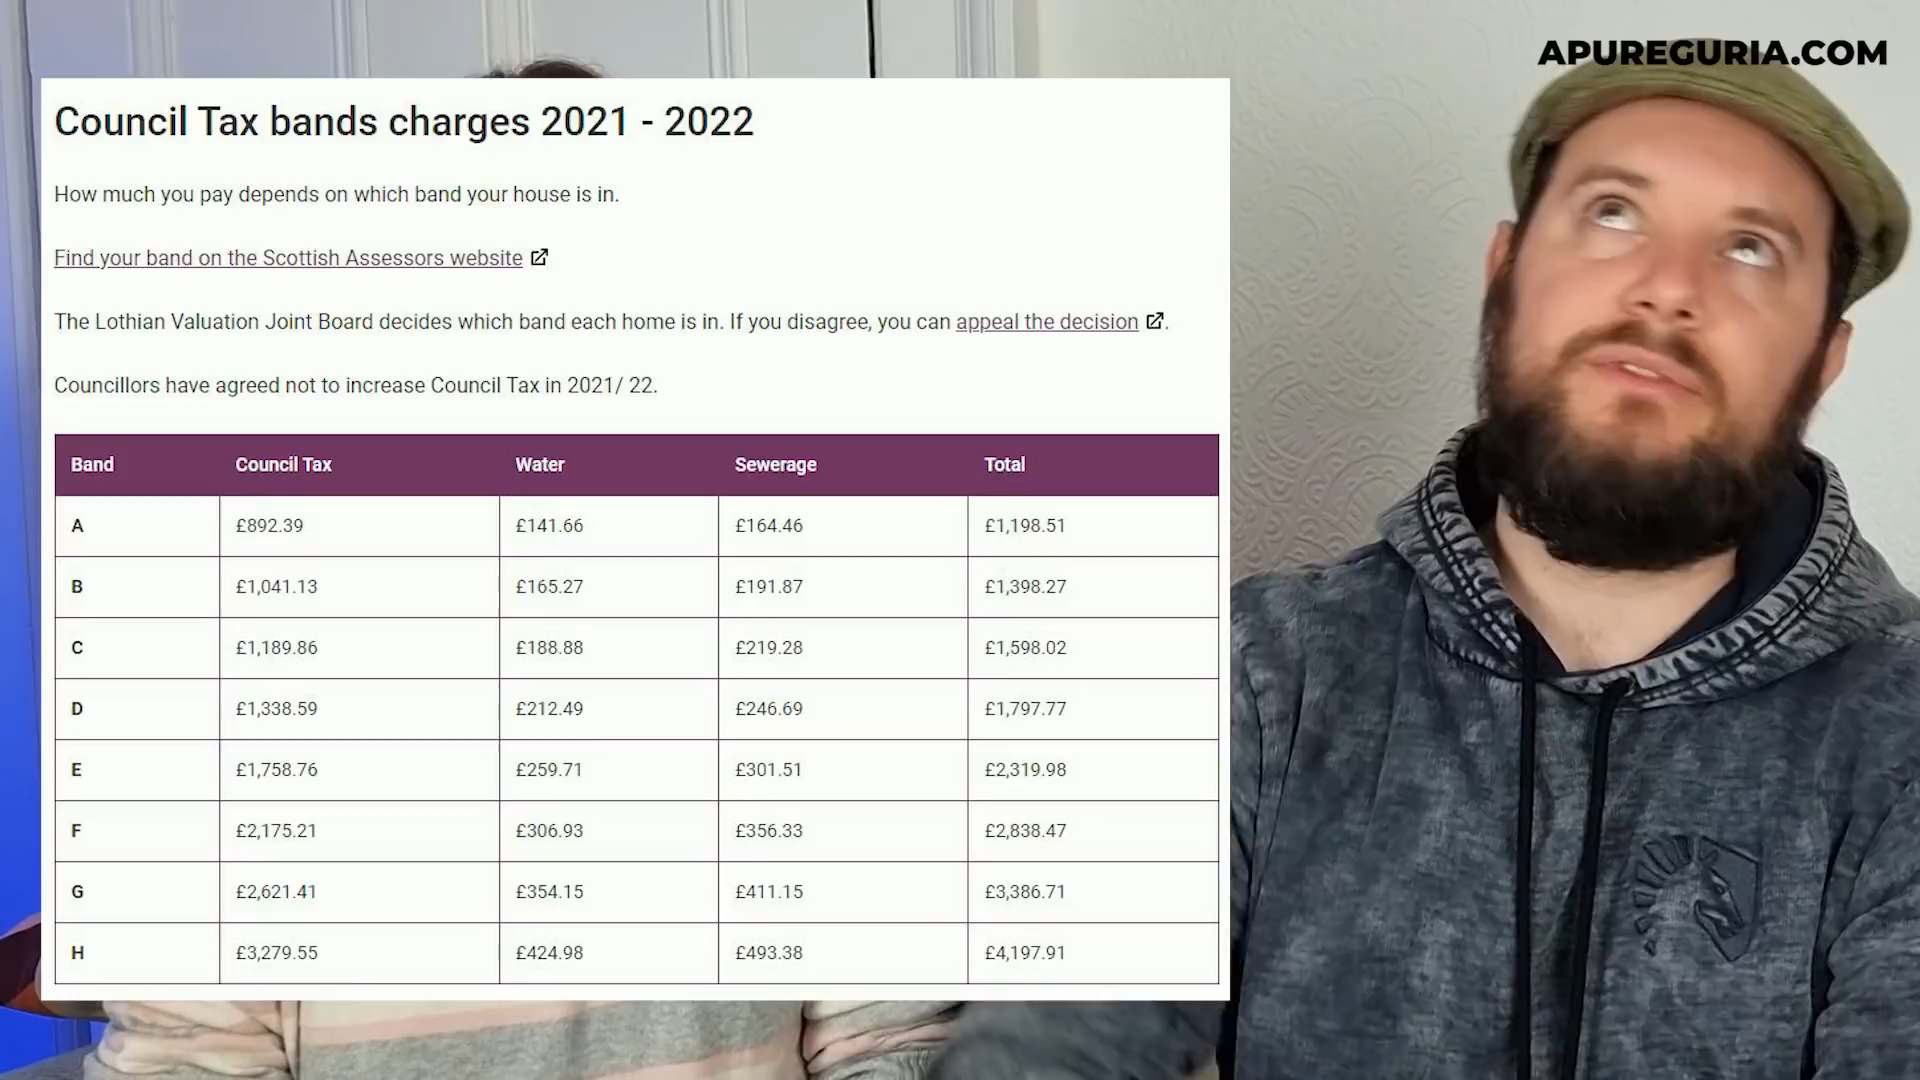 APUREGURIA.COM
Council Tax bands charges 2021 - 2022
How much you pay depends on which band your house is in.
Find your band on the Scottish Assessors website
The Lothian Valuation Joint Board decides which band each home is in. If you disagree, you can appeal the decision.
Councillors have agreed not to increase Council Tax in 2021/ 22.
Band Council Tax Water Sewerage Total
A £892.39 £141.66 £164.46 £1,198.51
B £1,041.13 £165.27 £191.87 £1,398.27
C £1,189.86 £188.88 £219.28 £1,598.02
D £1,338.59 £212.49 £246.69 £1,797.77
E £1,758.76 £259.71 £301.51 £2,319.98
F £2,175.21 £306.93 £356.33 £2,838.47
G £2,621.41 £354.15 £411.15 £3,386.71
H £3,279.55 £424.98 £493.38 £4,197.91